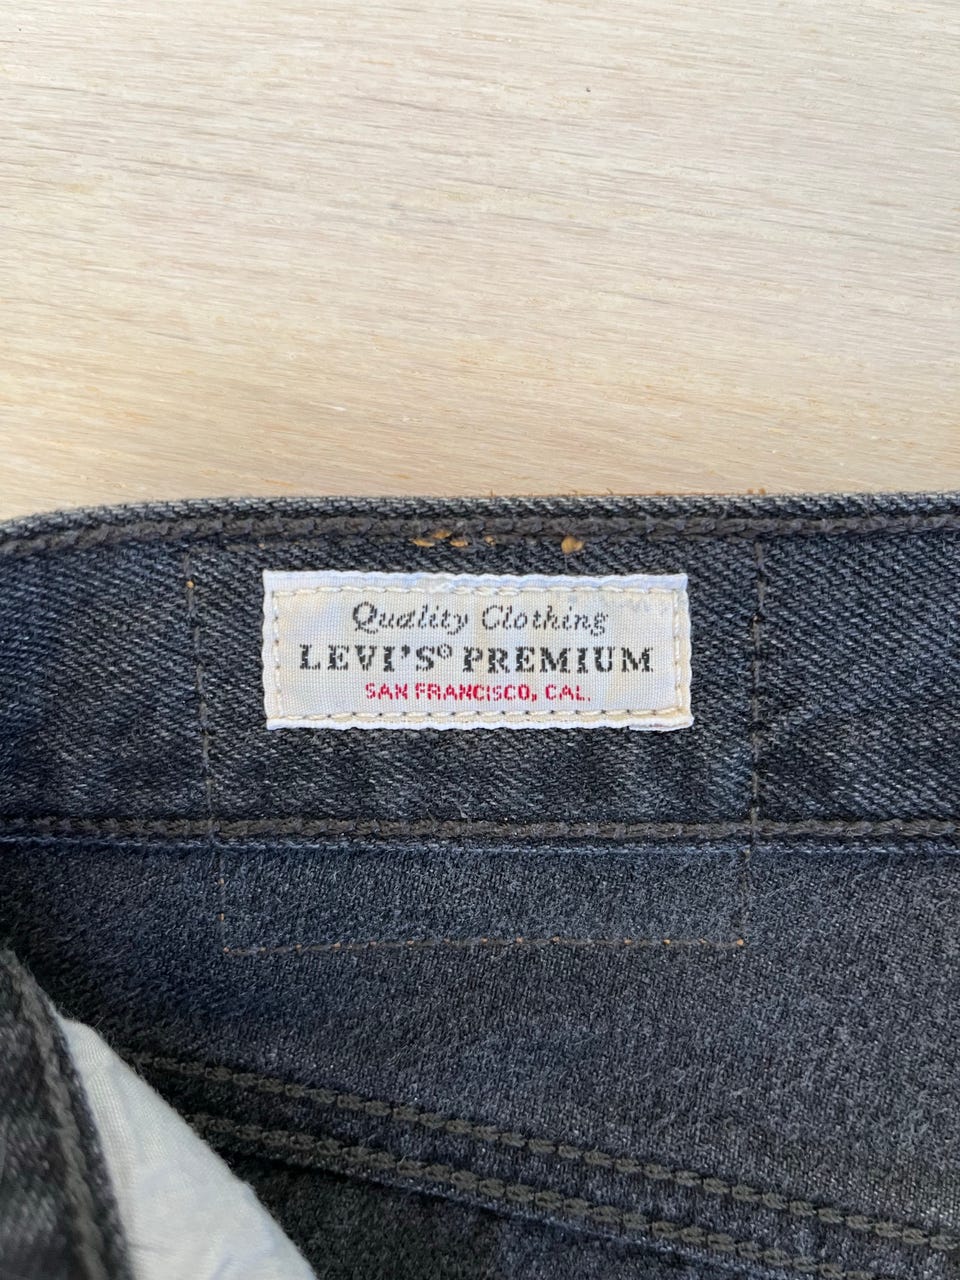 Quality Clothing
LEVI'S® PREMIUM
SAN FRANCISCO, CAL.